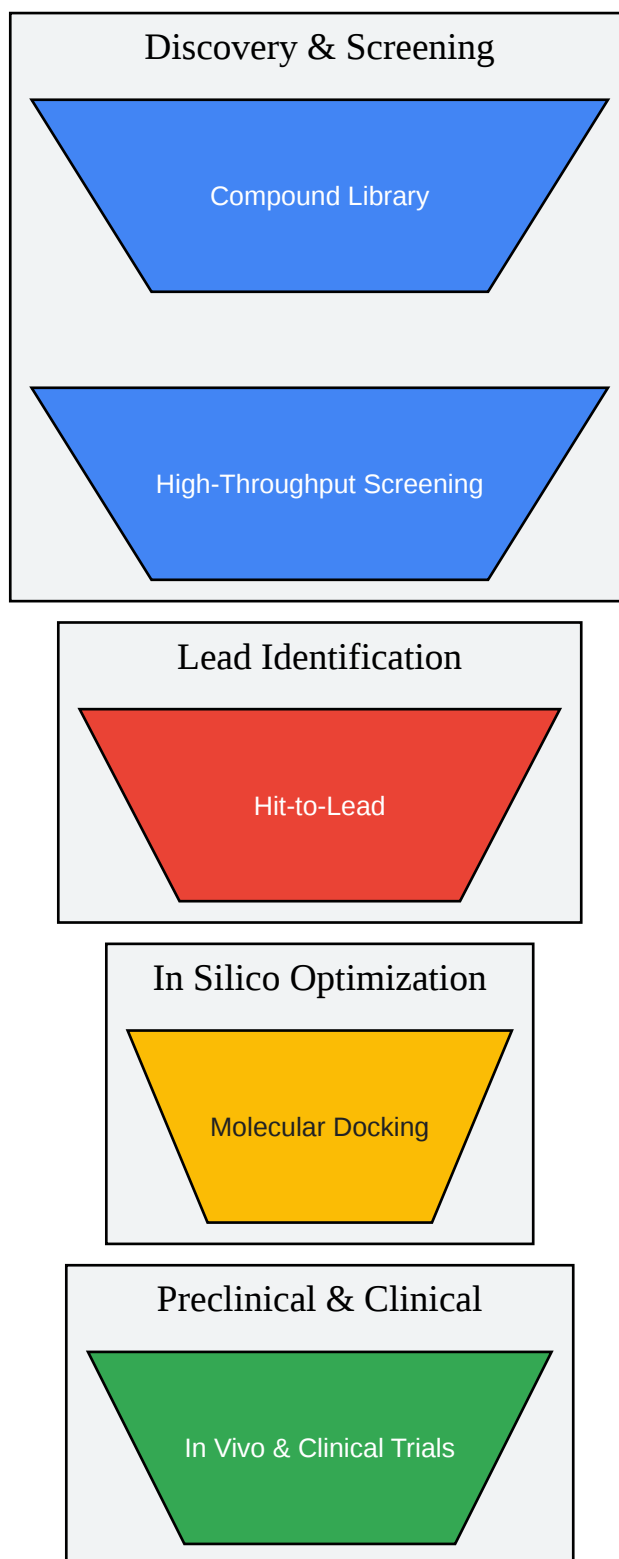 Discovery & Screening
Compound Library
High-Throughput Screening
Lead Identification
Hit-to-Lead
In Silico Optimization
Molecular Docking
Preclinical & Clinical
In Vivo & Clinical Trials